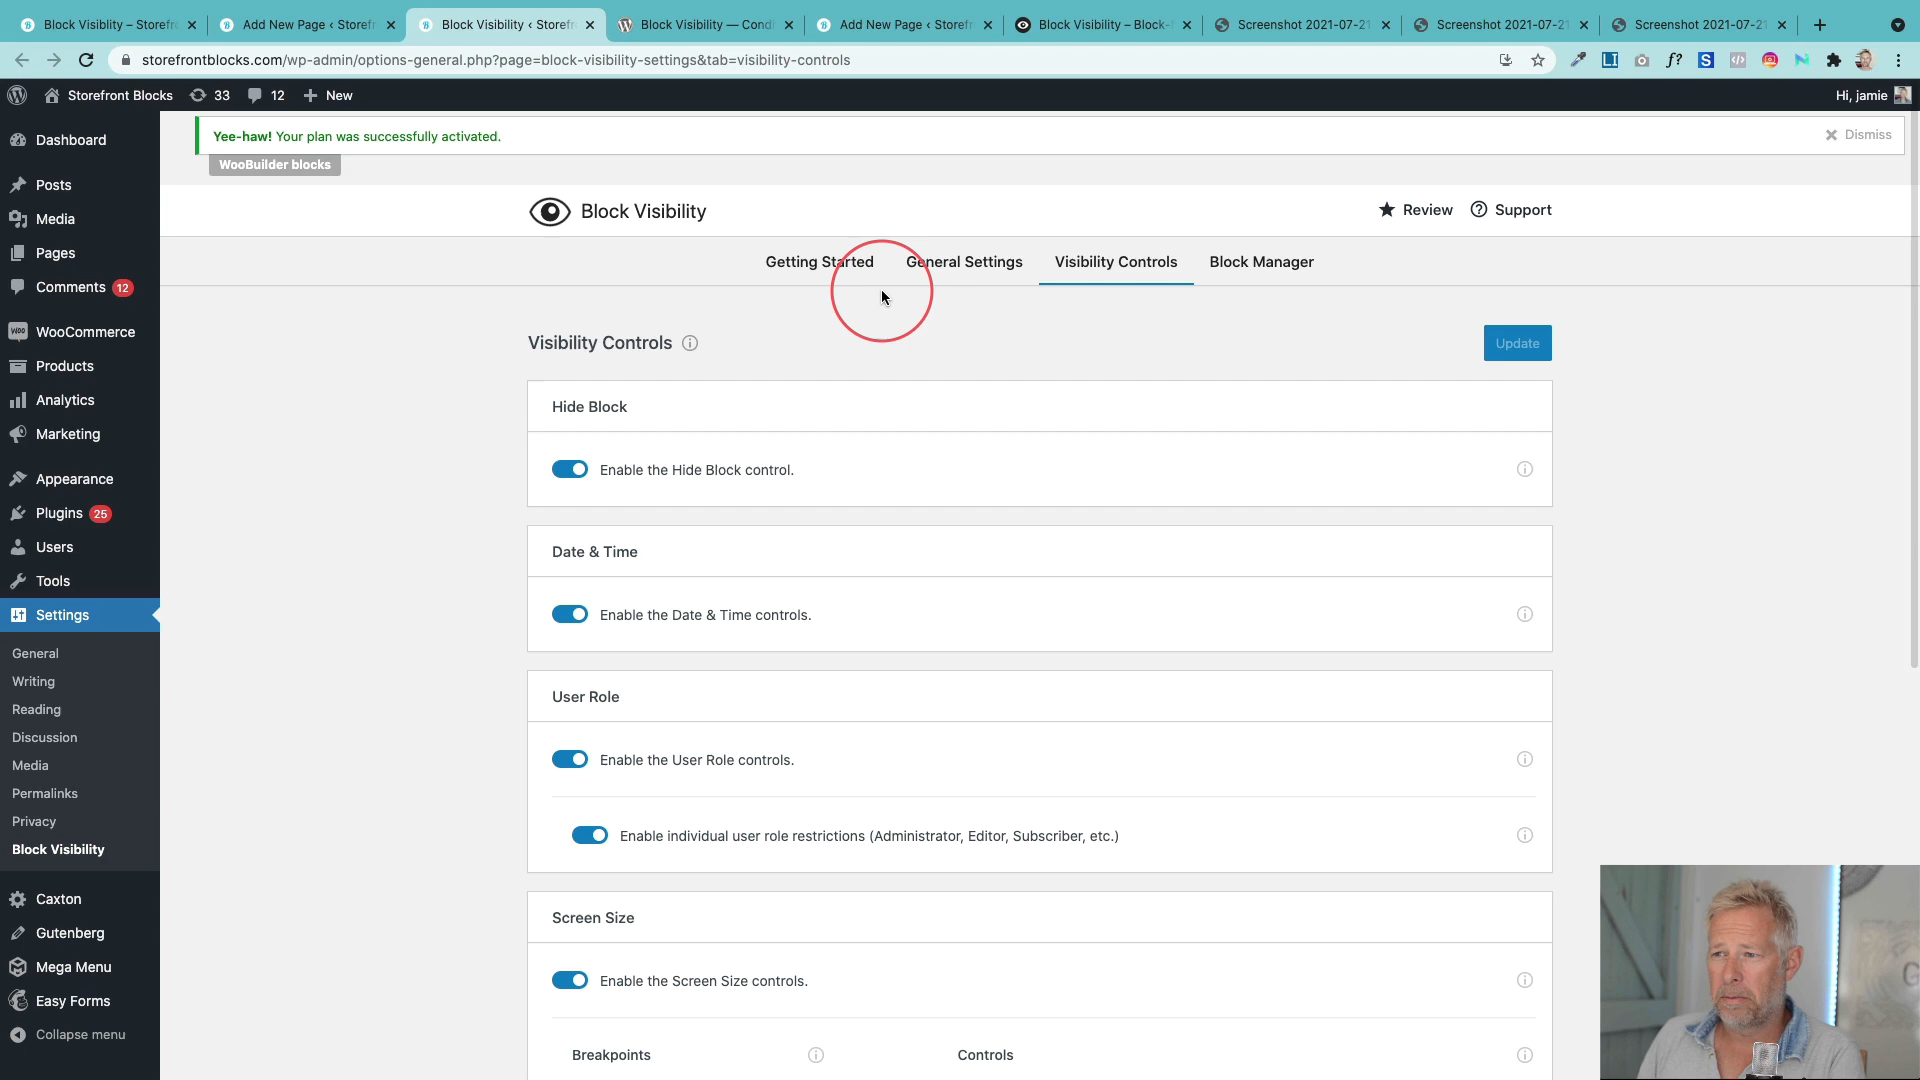 Block Visiblity – Storefr
Add New Page ‹ Storefr
Block Visibility ‹ Storefr
Block Visibility — Condi
Add New Page ‹ Storefr
Block Visibility – Block-
Screenshot 2021-07-21
Screenshot 2021-07-21
Screenshot 2021-07-21
storefrontblocks.com/wp-admin/options-general.php?page=block-visibility-settings&tab=visibility-controls
Storefront Blocks 33 12 New
Hi, jamie
Yee-haw! Your plan was successfully activated.
Dismiss
WooBuilder blocks
Dashboard
Posts
Media
Pages
Comments 12
WooCommerce
Products
Analytics
Marketing
Appearance
Plugins 25
Users
Tools
Settings
General
Writing
Reading
Discussion
Media
Permalinks
Privacy
Block Visibility
Caxton
Gutenberg
Mega Menu
Easy Forms
Collapse menu
Block Visibility
Review Support
Getting Started General Settings Visibility Controls Block Manager
Visibility Controls
Update
Hide Block
Enable the Hide Block control.
Date & Time
Enable the Date & Time controls.
User Role
Enable the User Role controls.
Enable individual user role restrictions (Administrator, Editor, Subscriber, etc.)
Screen Size
Enable the Screen Size controls.
Breakpoints Controls